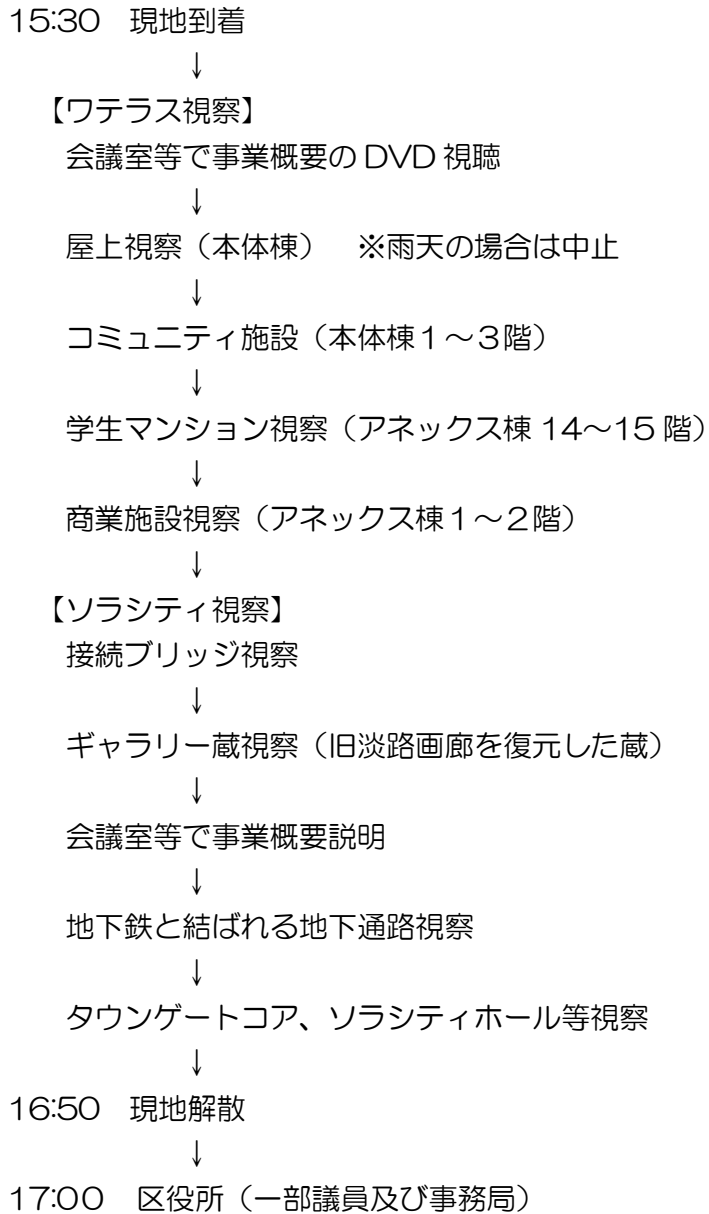 15:30　現地到着
↓
【ワテラス視察】
会議室等で事業概要の DVD 視聴
↓
屋上視察（本体棟）　※雨天の場合は中止
↓
コミュニティ施設（本体棟１～３階）
↓
学生マンション視察（アネックス棟 14～15 階）
↓
商業施設視察（アネックス棟１～２階）
↓
【ソラシティ視察】
接続ブリッジ視察
↓
ギャラリー蔵視察（旧淡路画廊を復元した蔵）
↓
会議室等で事業概要説明
↓
地下鉄と結ばれる地下通路視察
↓
タウンゲートコア、ソラシティホール等視察
↓
16:50　現地解散
↓
17:00　区役所（一部議員及び事務局）